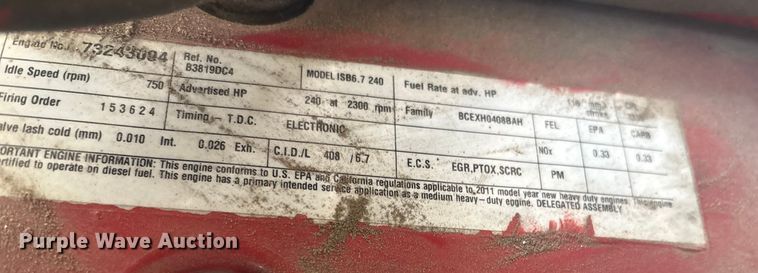 Engine No. 73243094 Ref. No. B3819DC4 MODEL ISB6.7 240 Fuel Rate at adv. HP
Idle Speed (rpm) 750 Advertised HP 240 at 2300 rpm Family BCEXH0408BAH FEL EPA CARB
Firing Order 153624 Timing - T.D.C. ELECTRONIC NOx 0.33 0.33
Valve lash cold (mm) 0.010 Int. 0.026 Exh. C.I.D./L 408 /6.7 E.C.S. EGR,PTOX,SCRC PM
ORTANT ENGINE INFORMATION: This engine conforms to U.S. EPA and California regulations applicable to 2011 model year new heavy duty engines. This engine
rtified to operate on diesel fuel. This engine has a primary intended service application as a medium heavy-duty engine. DELEGATED ASSEMBLY
Purple Wave Auction